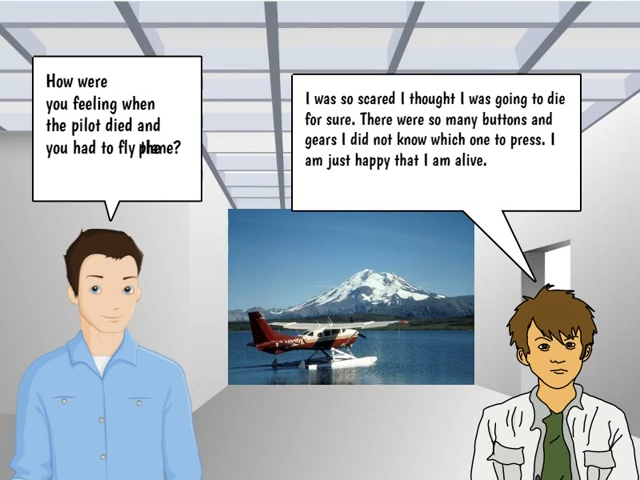 How were
you feeling when
the pilot died and
you had to fly the plane?
I was so scared I thought I was going to die
for sure. There were so many buttons and
gears I did not know which one to press. I
am just happy that I am alive.